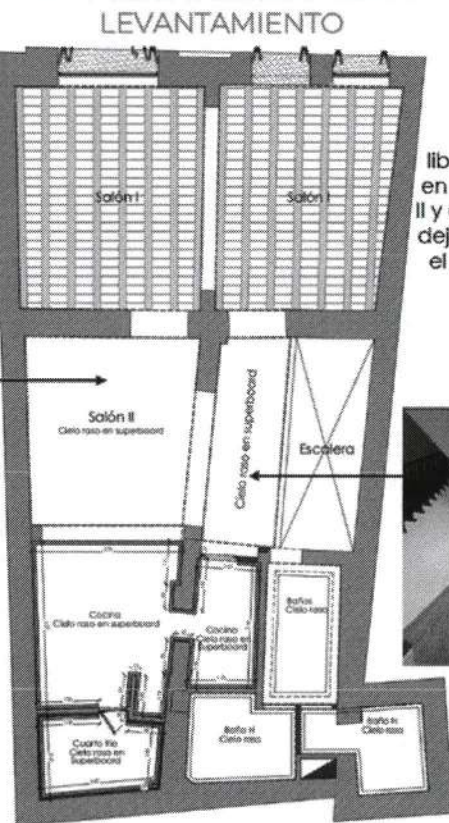 LEVANTAMIENTO
Salón I
Salón I
lib
en
II y
dej
el
Salón II
Cielo raso en superboard
Cielo raso en superboard
Escalera
Cocina
Cielo raso en superboard
Cocina
Cielo raso en
superboard
Baños
Cielo raso
Cuarto frio
Cielo raso en
Superboard
Baño H
Cielo raso
Baño M
Cielo raso